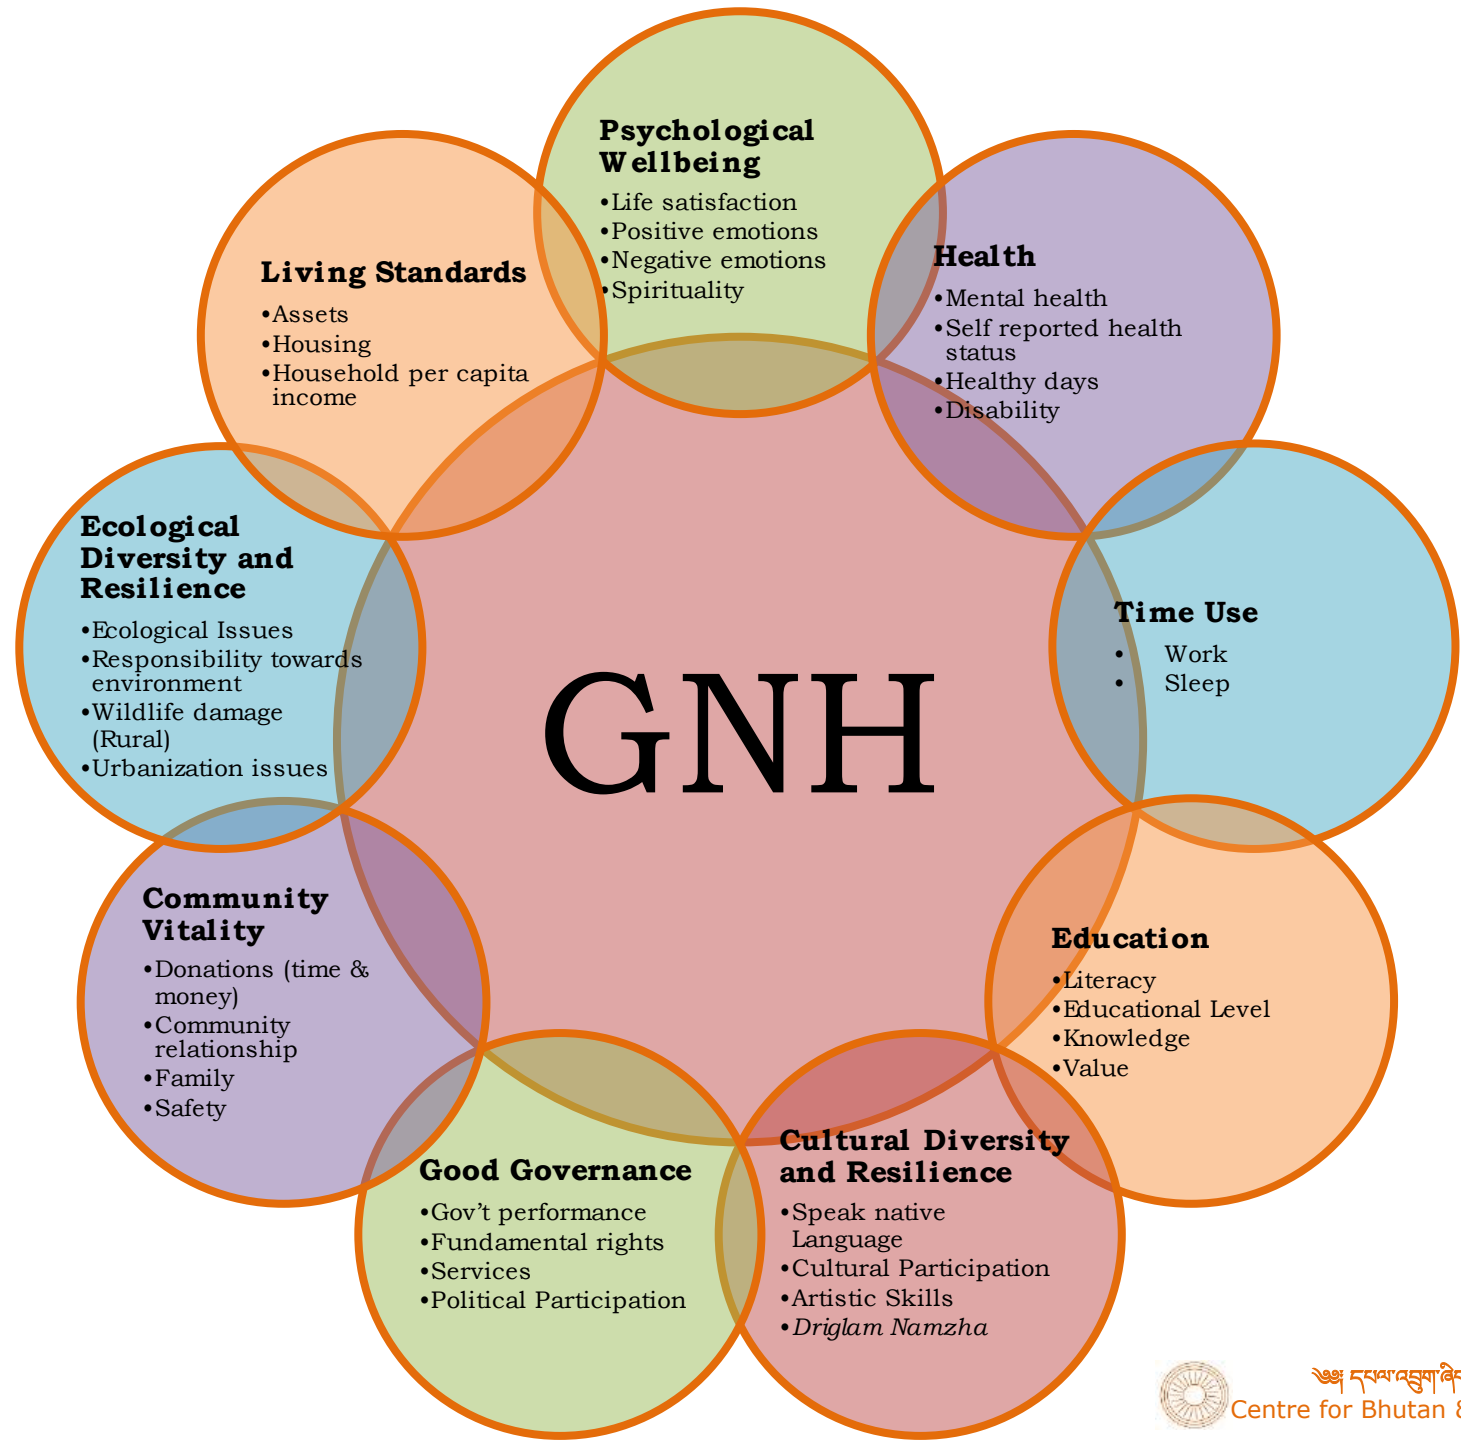 Psychological
Wellbeing
•Life satisfaction
•Positive emotions
•Negative emotions
•Spirituality
Health
•Mental health
•Self reported health
status
•Healthy days
•Disability
Time Use
• Work
• Sleep
Education
•Literacy
•Educational Level
•Knowledge
•Value
Cultural Diversity
and Resilience
•Speak native
Language
•Cultural Participation
•Artistic Skills
•Driglam Namzha
Good Governance
•Gov’t performance
•Fundamental rights
•Services
•Political Participation
Community
Vitality
•Donations (time &
money)
•Community
relationship
•Family
•Safety
Ecological
Diversity and
Resilience
•Ecological Issues
•Responsibility towards
environment
•Wildlife damage
(Rural)
•Urbanization issues
Living Standards
•Assets
•Housing
•Household per capita
income
GNH
༄༅། དཔལ་འབྲུག་
Centre for Bhutan &